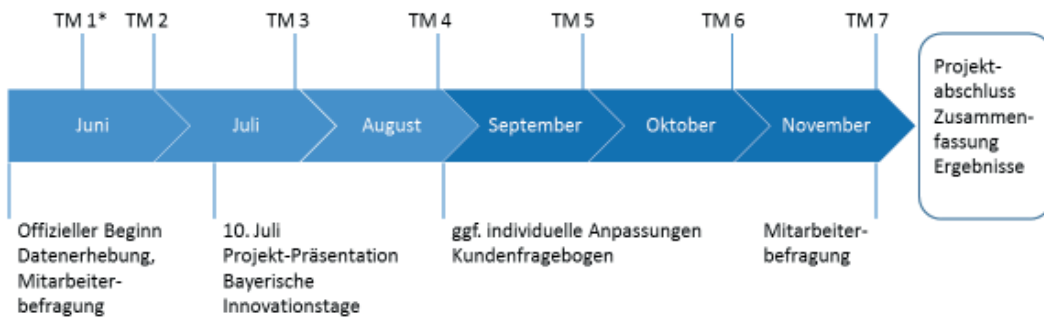 TM 1* TM 2 TM 3 TM 4 TM 5 TM 6 TM 7
Juni Juli August September Oktober November
Projekt-
abschluss
Zusammen-
fassung
Ergebnisse
Offizieller Beginn
Datenerhebung,
Mitarbeiter-
befragung
10. Juli
Projekt-Präsentation
Bayerische
Innovationstage
ggf. individuelle Anpassungen
Kundenfragebogen
Mitarbeiter-
befragung